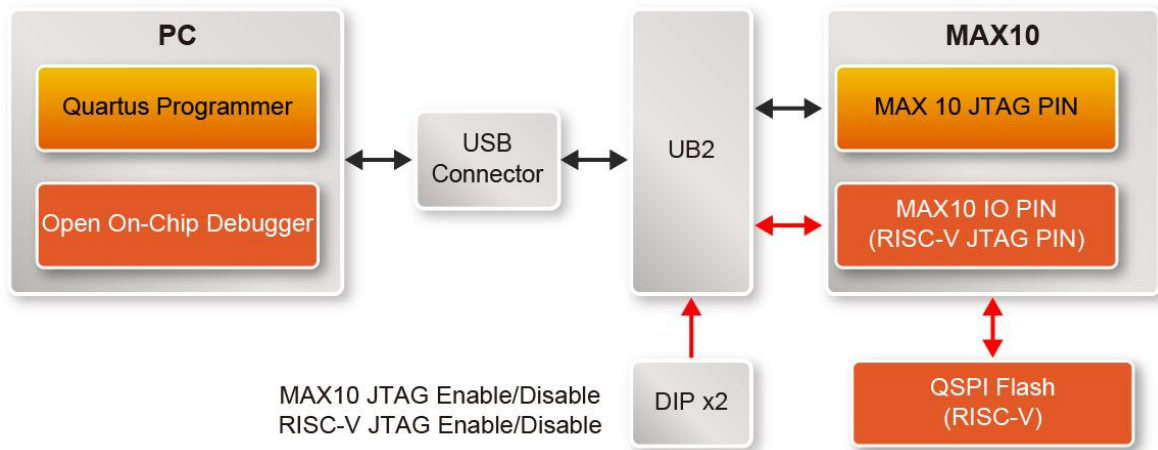 PC
Quartus Programmer
Open On-Chip Debugger
USB
Connector
UB2
MAX10
MAX 10 JTAG PIN
MAX10 IO PIN
(RISC-V JTAG PIN)
MAX10 JTAG Enable/Disable
RISC-V JTAG Enable/Disable
DIP x2
QSPI Flash
(RISC-V)